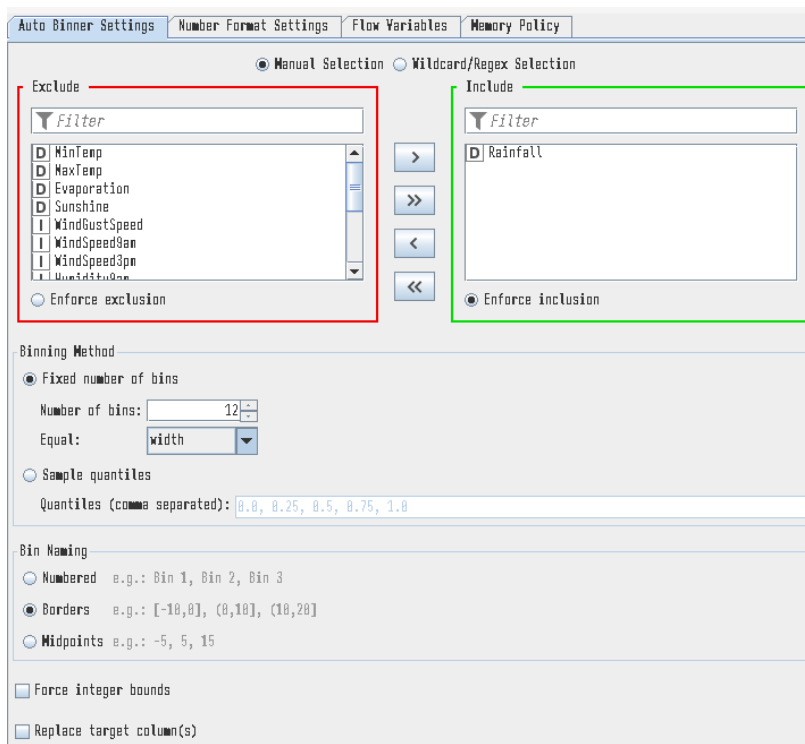 Auto Binner Settings Number Format Settings Flow Variables Memory Policy
Manual Selection Wildcard/Regex Selection
Exclude
Filter
D MinTemp
D MaxTemp
D Evaporation
D Sunshine
I WindGustSpeed
I WindSpeed9am
I WindSpeed3pm
I Humidity9am
Enforce exclusion
>
>>
<
<<
Include
Filter
D Rainfall
Enforce inclusion
Binning Method
Fixed number of bins
Number of bins: 12
Equal: width
Sample quantiles
Quantiles (comma separated): 0.0, 0.25, 0.5, 0.75, 1.0
Bin Naming
Numbered e.g.: Bin 1, Bin 2, Bin 3
Borders e.g.: [-10,0], (0,10], (10,20]
Midpoints e.g.: -5, 5, 15
Force integer bounds
Replace target column(s)